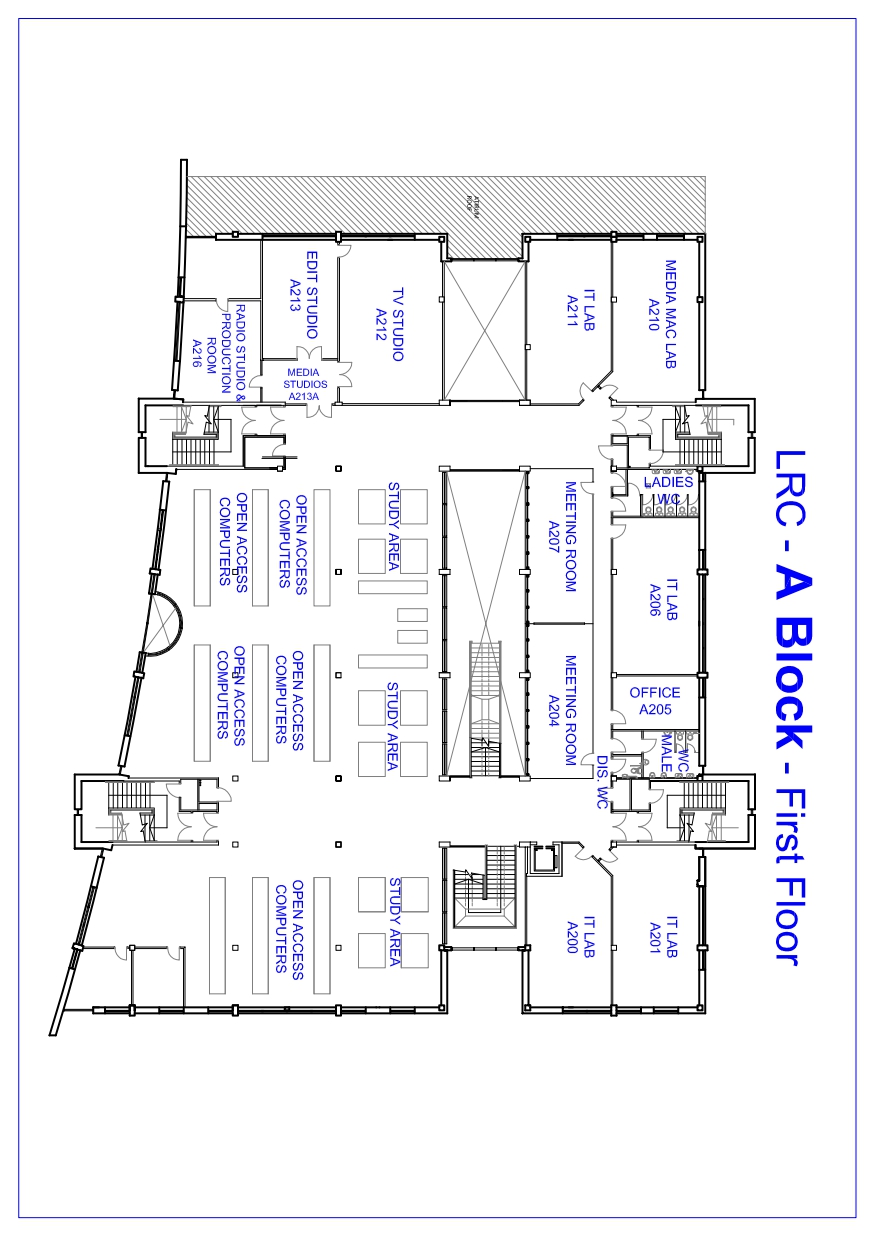 LRC - A Block - First Floor
ATRIUM
ROOF
EDIT STUDIO
A213
TV STUDIO
A212
IT LAB
A211
MEDIA MAC LAB
A210
RADIO STUDIO &
PRODUCTION
ROOM
A216
MEDIA
STUDIOS
A213A
OPEN ACCESS
COMPUTERS
OPEN ACCESS
COMPUTERS
STUDY AREA
MEETING ROOM
A207
LADIES
WC
IT LAB
A206
OPEN ACCESS
COMPUTERS
OPEN ACCESS
COMPUTERS
STUDY AREA
MEETING ROOM
A204
OFFICE
A205
MALE
WC
DIS. WC
OPEN ACCESS
COMPUTERS
STUDY AREA
IT LAB
A200
IT LAB
A201